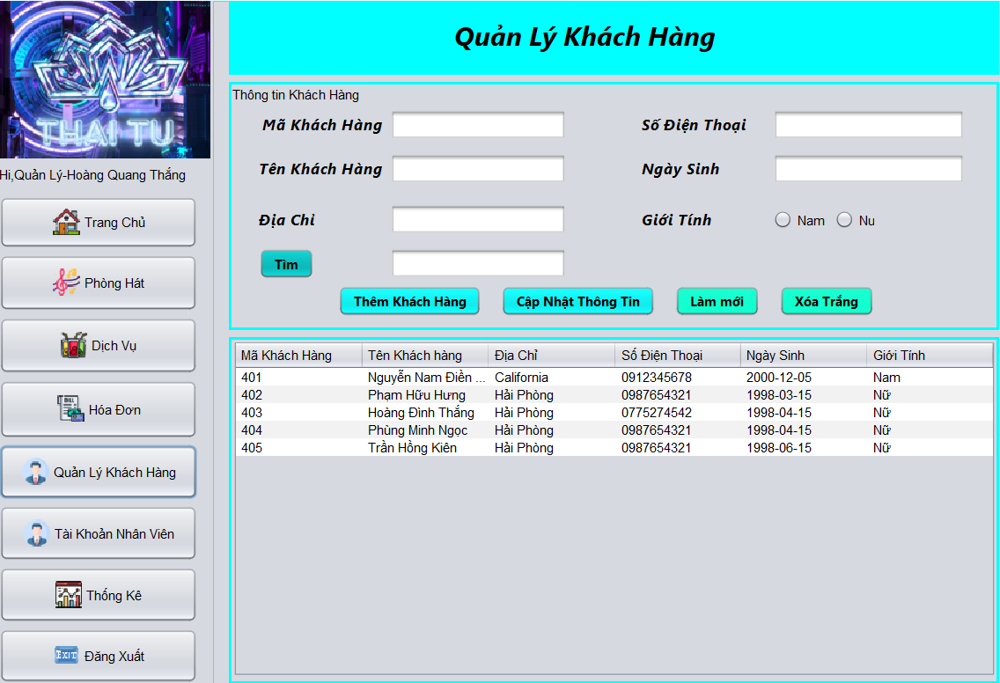 THAI TU
Hi,Quản Lý-Hoàng Quang Thắng
Trang Chủ
Phòng Hát
Dịch Vụ
BILL
Hóa Đơn
Quản Lý Khách Hàng
Tài Khoản Nhân Viên
Thống Kê
EXIT
Đăng Xuất
Quản Lý Khách Hàng
Thông tin Khách Hàng
Mã Khách Hàng
Số Điện Thoại
Tên Khách Hàng
Ngày Sinh
Địa Chỉ
Giới Tính Nam Nu
Tìm
Thêm Khách Hàng Cập Nhật Thông Tin Làm mới Xóa Trắng
Mã Khách Hàng Tên Khách hàng Địa Chỉ Số Điện Thoại Ngày Sinh Giới Tính
401 Nguyễn Nam Điền ... California 0912345678 2000-12-05 Nam
402 Phạm Hữu Hưng Hải Phòng 0987654321 1998-03-15 Nữ
403 Hoàng Đình Thắng Hải Phòng 0775274542 1998-04-15 Nữ
404 Phùng Minh Ngọc Hải Phòng 0987654321 1998-04-15 Nữ
405 Trần Hồng Kiên Hải Phòng 0987654321 1998-06-15 Nữ